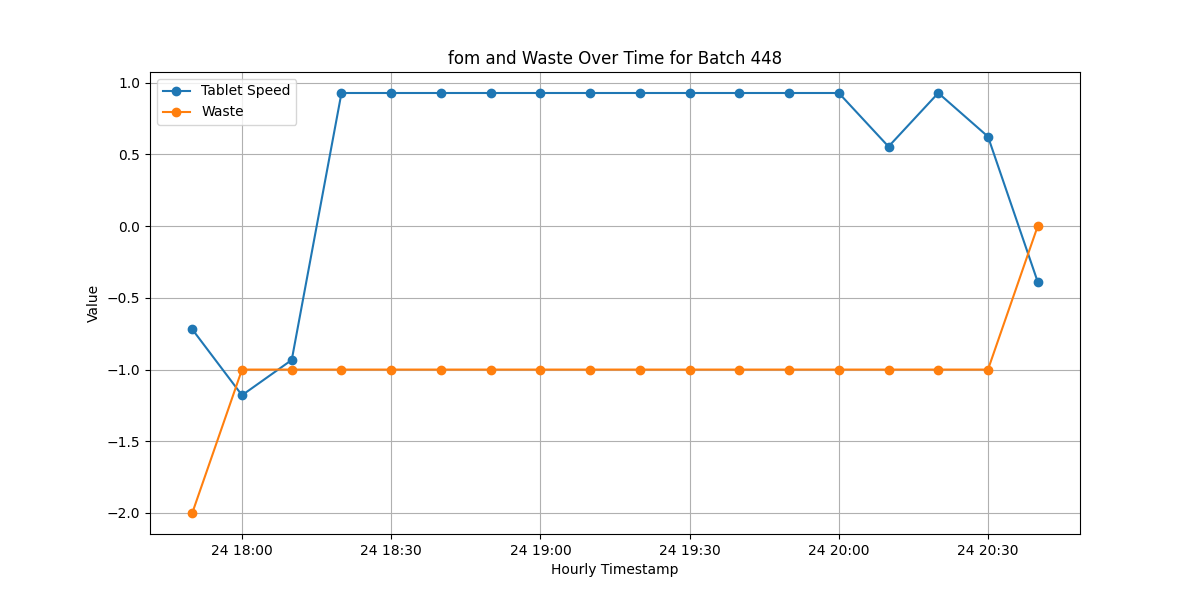 fom and Waste Over Time for Batch 448
Tablet Speed
Waste
1.0
0.5
0.0
−0.5
−1.0
−1.5
−2.0
Value
24 18:00 24 18:30 24 19:00 24 19:30 24 20:00 24 20:30
Hourly Timestamp